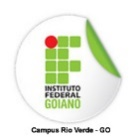 INSTITUTO
FEDERAL
GOIANO
Campus Rio Verde - GO